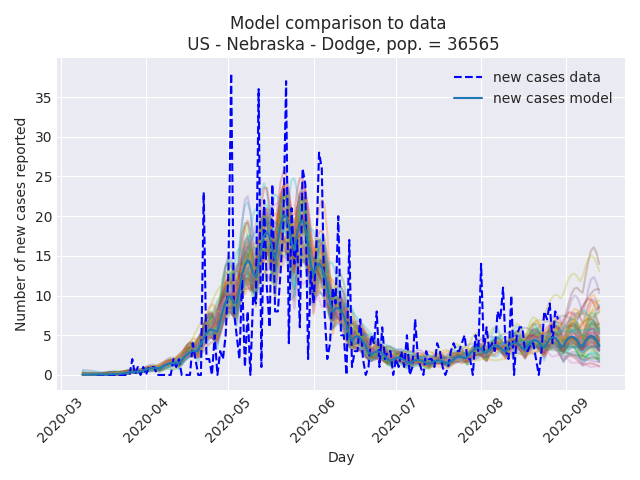 Model comparison to data
US - Nebraska - Dodge, pop. = 36565
new cases data
new cases model
Number of new cases reported
35
30
25
20
15
10
5
0
2020-03
2020-04
2020-05
2020-06
2020-07
2020-08
2020-09
Day